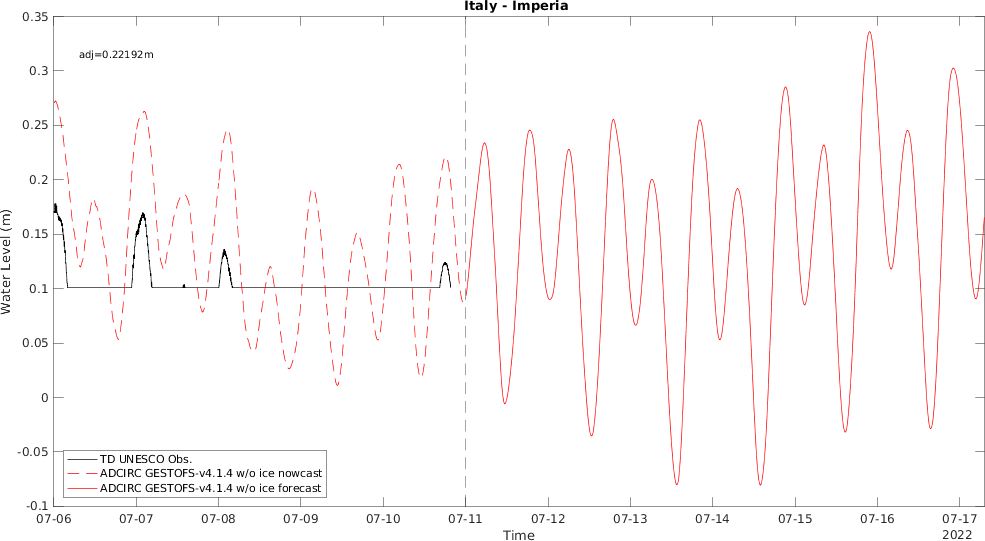 Italy - Imperia
adj=0.22192m
Water Level (m)
0.35
0.3
0.25
0.2
0.15
0.1
0.05
0
-0.05
-0.1
TD UNESCO Obs.
ADCIRC GESTOFS-v4.1.4 w/o ice nowcast
ADCIRC GESTOFS-v4.1.4 w/o ice forecast
07-06 07-07 07-08 07-09 07-10 07-11 07-12 07-13 07-14 07-15 07-16 07-17
Time
2022